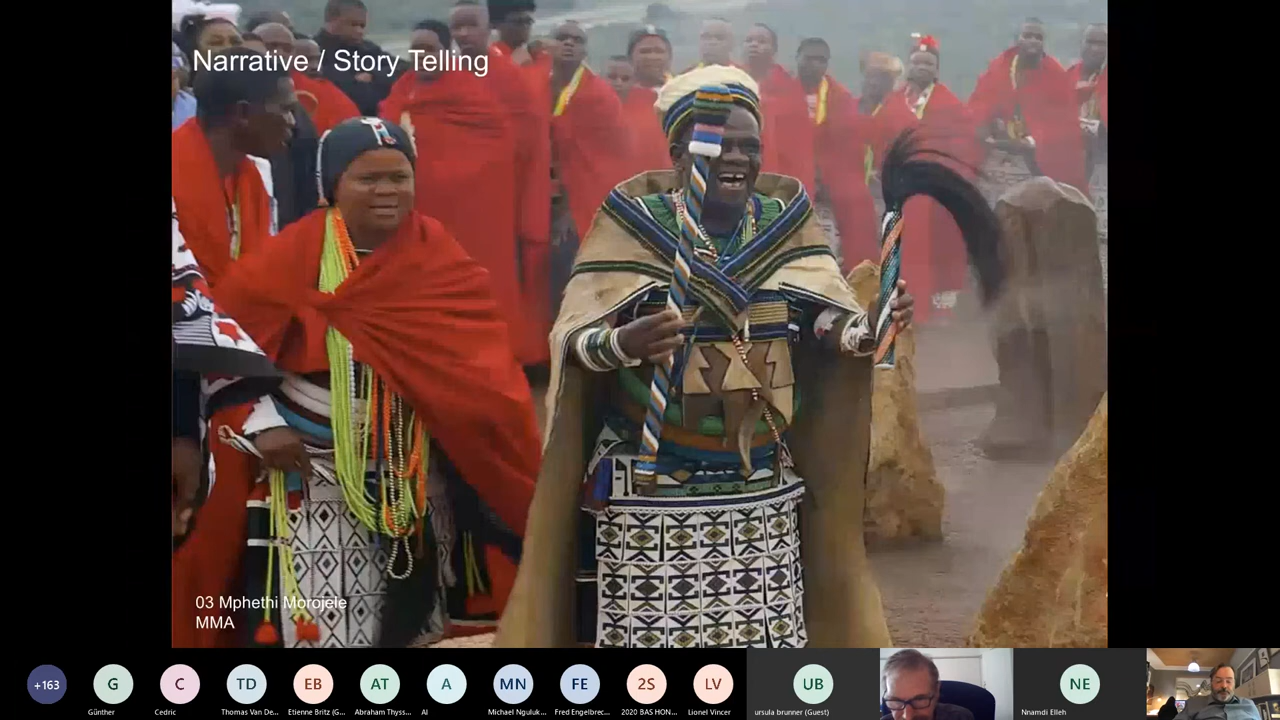 Narrative / Story Telling
03 Mphethi Morojele
MMA
+163
G
C
TD
EB
AT
A
MN
FE
2S
LV
UB
NE
Günther
Cedric
Thomas Van De...
Etienne Britz (G...
Abraham Thyss...
Al
Michael Nguluk...
Fred Engelbrec...
2020 BAS HON...
Lionel Vincer
ursula brunner (Guest)
Nnamdi Elleh